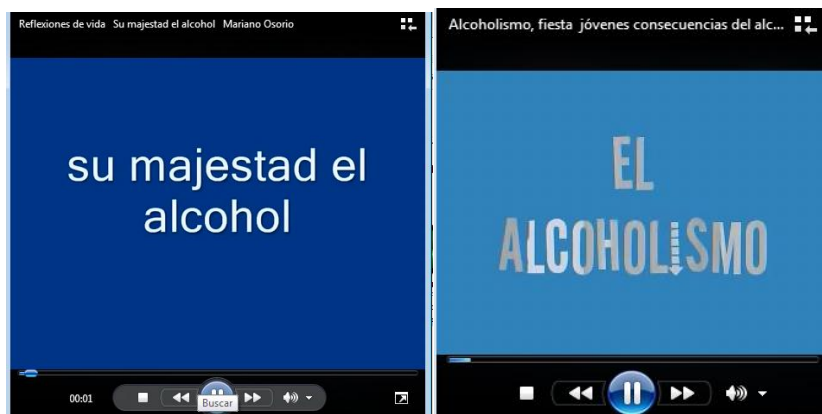 Reflexiones de vida Su majestad el alcohol Mariano Osorio
su majestad el
alcohol
00:01
Buscar
Alcoholismo, fiesta jóvenes consecuencias del alc...
EL
ALCOHOLISMO